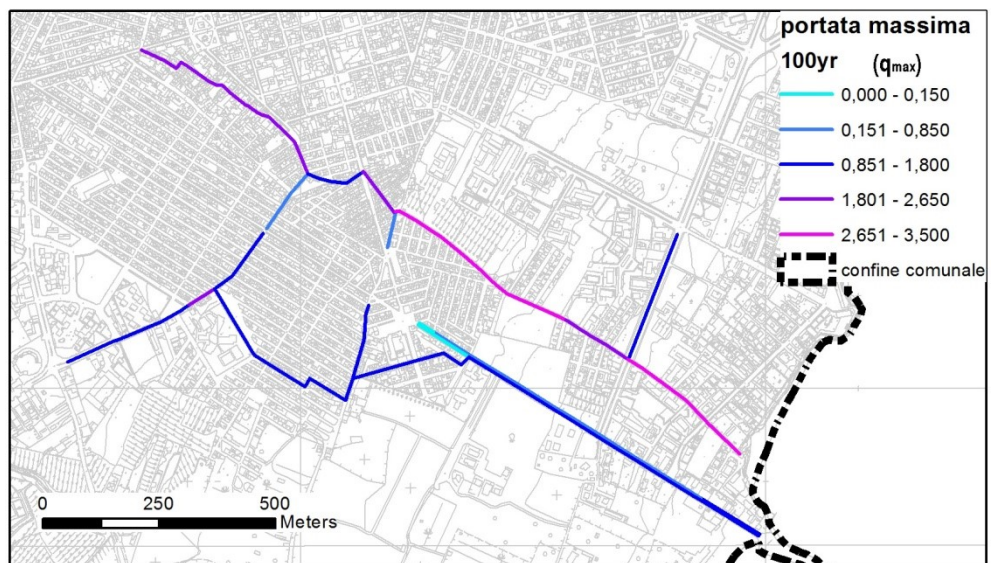 portata massima
100yr (qmax)
0,000 - 0,150
0,151 - 0,850
0,851 - 1,800
1,801 - 2,650
2,651 - 3,500
confine comunale
0 250 500
Meters